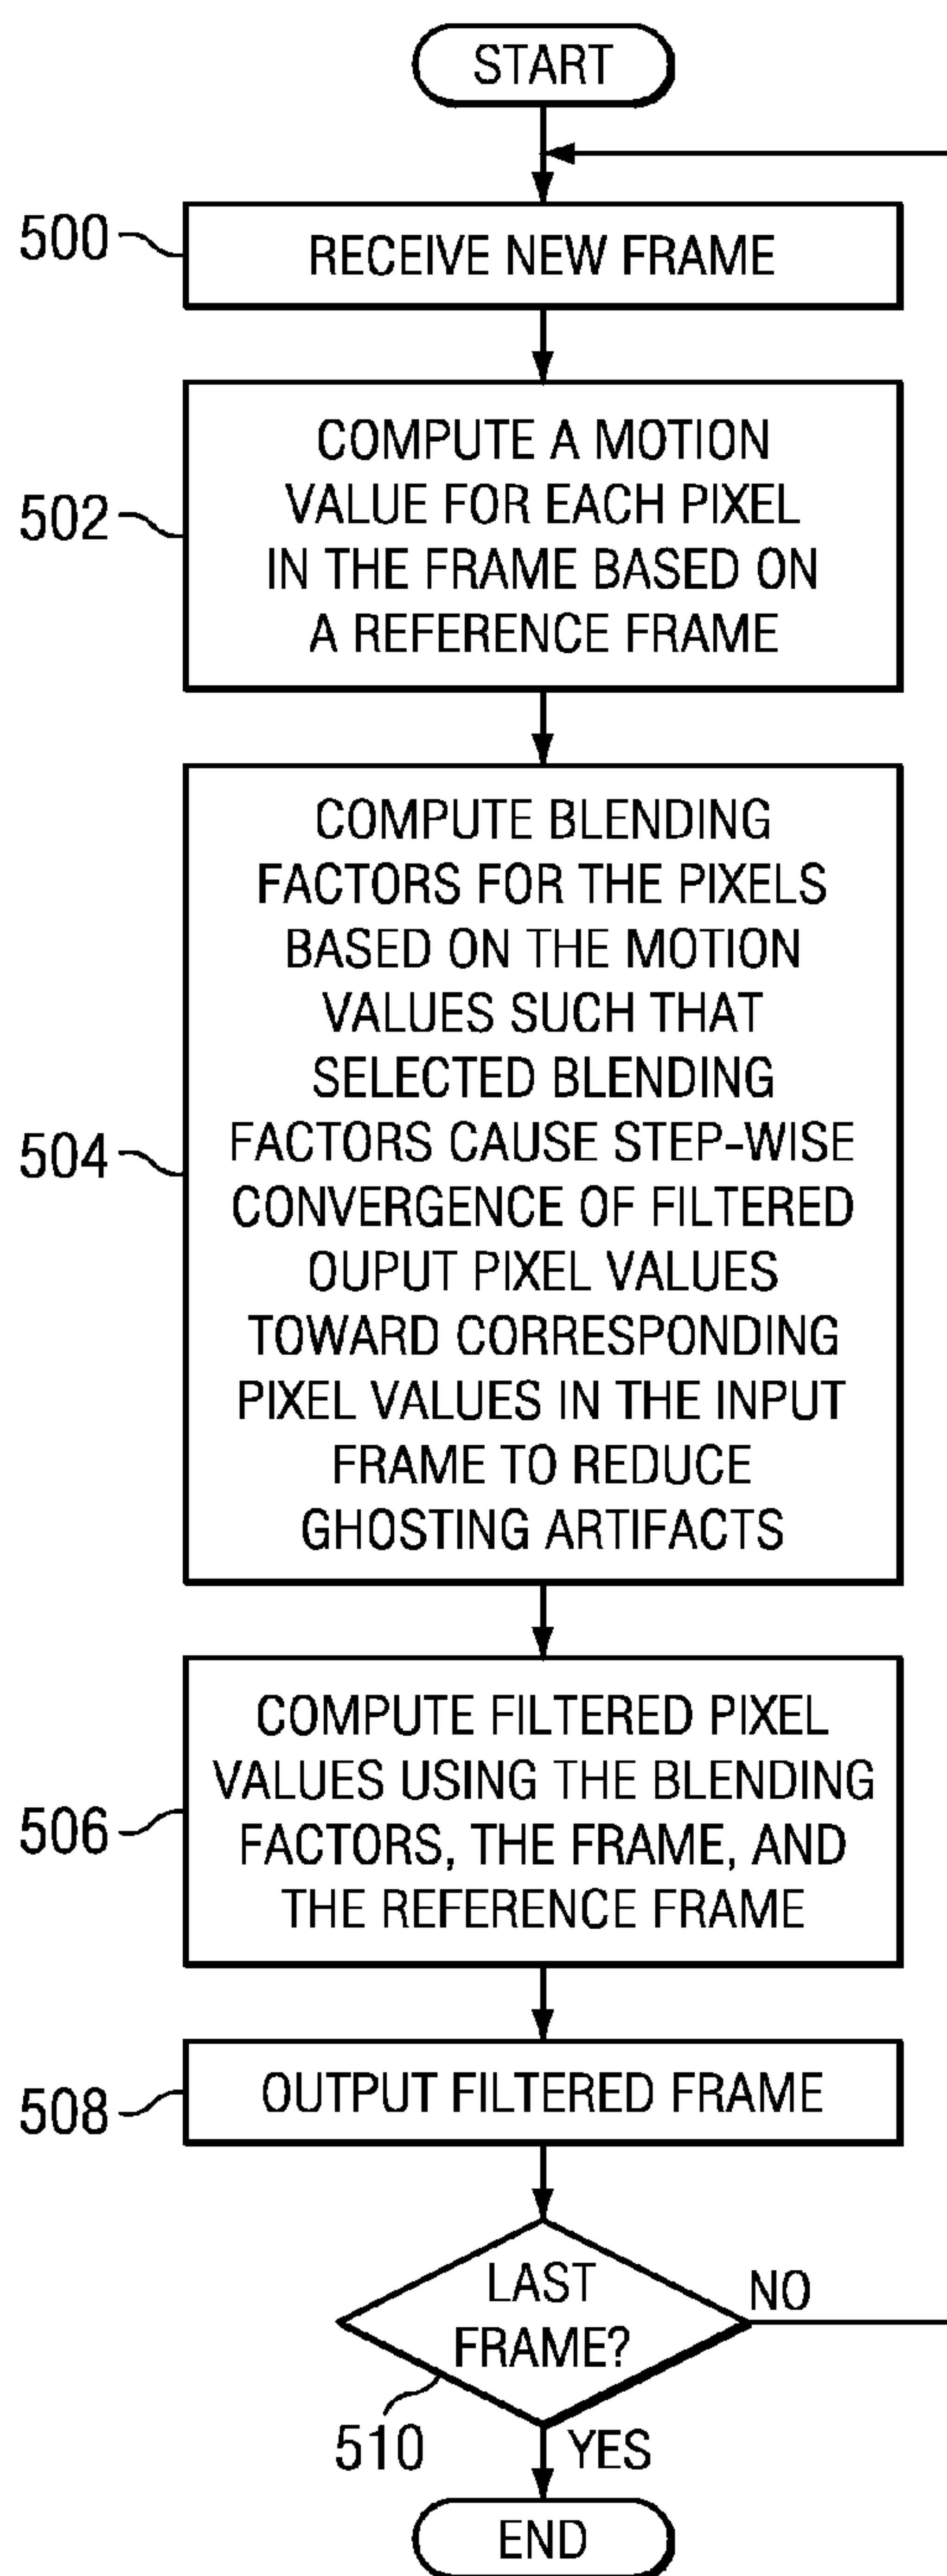 START
500
RECEIVE NEW FRAME
502
COMPUTE A MOTION
VALUE FOR EACH PIXEL
IN THE FRAME BASED ON
A REFERENCE FRAME
504
COMPUTE BLENDING
FACTORS FOR THE PIXELS
BASED ON THE MOTION
VALUES SUCH THAT
SELECTED BLENDING
FACTORS CAUSE STEP-WISE
CONVERGENCE OF FILTERED
OUPUT PIXEL VALUES
TOWARD CORRESPONDING
PIXEL VALUES IN THE INPUT
FRAME TO REDUCE
GHOSTING ARTIFACTS
506
COMPUTE FILTERED PIXEL
VALUES USING THE BLENDING
FACTORS, THE FRAME, AND
THE REFERENCE FRAME
508
OUTPUT FILTERED FRAME
LAST
FRAME?
NO
510
YES
END